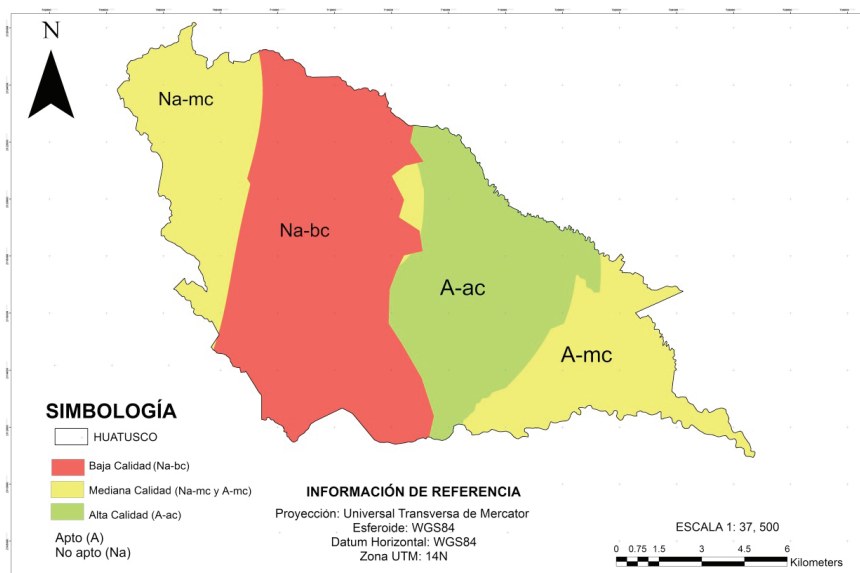 N
Na-mc
Na-bc
A-ac
A-mc
SIMBOLOGÍA
HUATUSCO
Baja Calidad (Na-bc)
Mediana Calidad (Na-mc y A-mc)
Alta Calidad (A-ac)
Apto (A)
No apto (Na)
INFORMACIÓN DE REFERENCIA
Proyección: Universal Transversa de Mercator
Esferoide: WGS84
Datum Horizontal: WGS84
Zona UTM: 14N
ESCALA 1: 37, 500
0 0.75 1.5 3 4.5 6
Kilometers